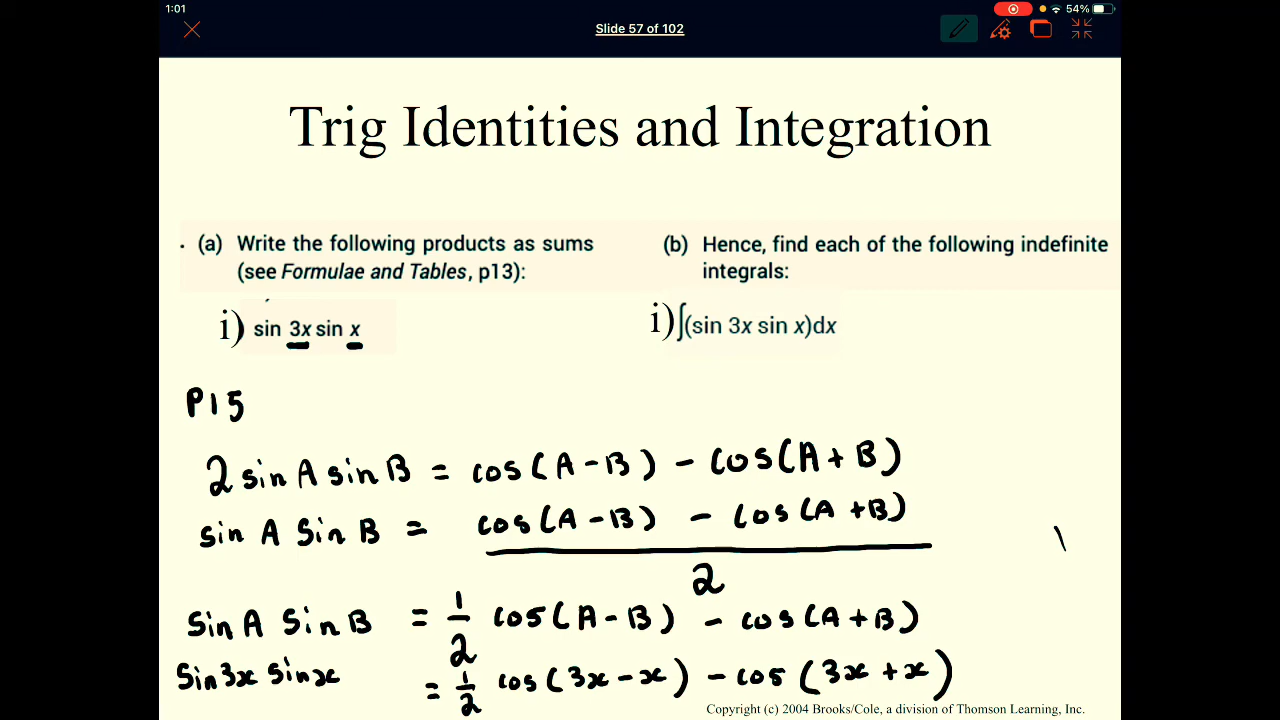 1:01
54%
Slide 57 of 102
Trig Identities and Integration
(a) Write the following products as sums
(see Formulae and Tables, p13):
i) sin 3x sin x
(b) Hence, find each of the following indefinite
integrals:
i) ∫(sin 3x sin x)dx
P15
2 sin A sin B = cos(A - B) - cos(A + B)
sin A Sin B = cos(A - B) - cos(A + B)
2
Sin A Sin B = 1/2 cos(A - B) - cos(A + B)
Sin 3x Sin x = 1/2 cos(3x - x) - cos(3x + x)
Copyright (c) 2004 Brooks/Cole, a division of Thomson Learning, Inc.